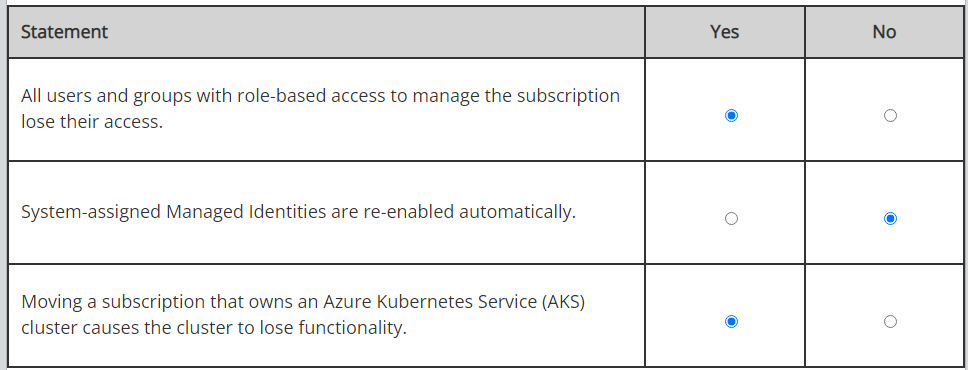 Statement Yes No
All users and groups with role-based access to manage the subscription
lose their access.
System-assigned Managed Identities are re-enabled automatically.
Moving a subscription that owns an Azure Kubernetes Service (AKS)
cluster causes the cluster to lose functionality.